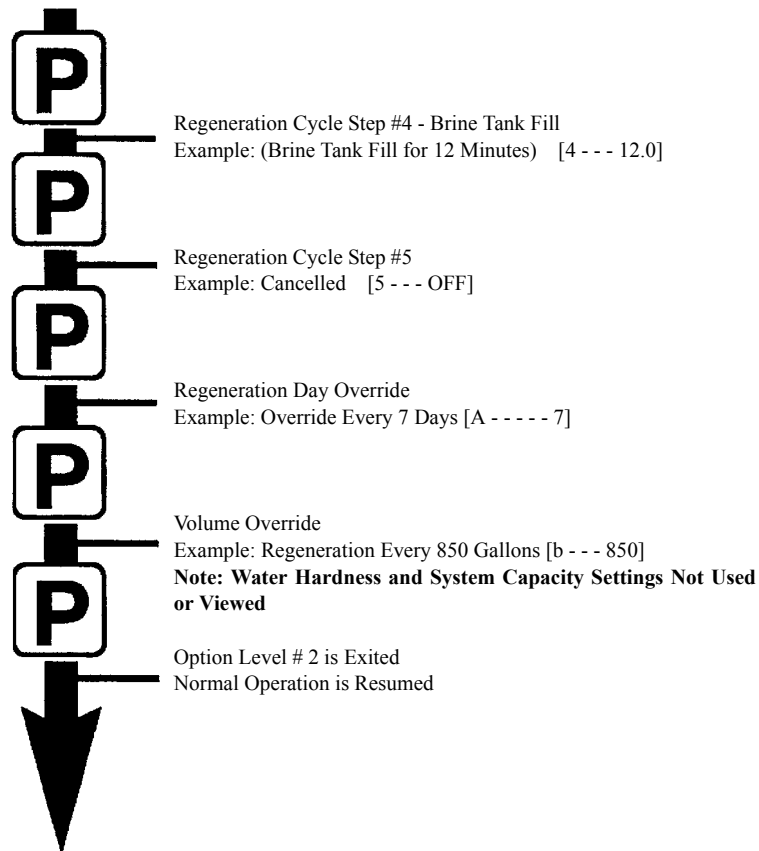 P
Regeneration Cycle Step #4 - Brine Tank Fill
Example: (Brine Tank Fill for 12 Minutes) [4 - - - 12.0]
P
Regeneration Cycle Step #5
Example: Cancelled [5 - - - OFF]
P
Regeneration Day Override
Example: Override Every 7 Days [A - - - - - 7]
P
Volume Override
Example: Regeneration Every 850 Gallons [b - - - 850]
Note: Water Hardness and System Capacity Settings Not Used
or Viewed
P
Option Level # 2 is Exited
Normal Operation is Resumed